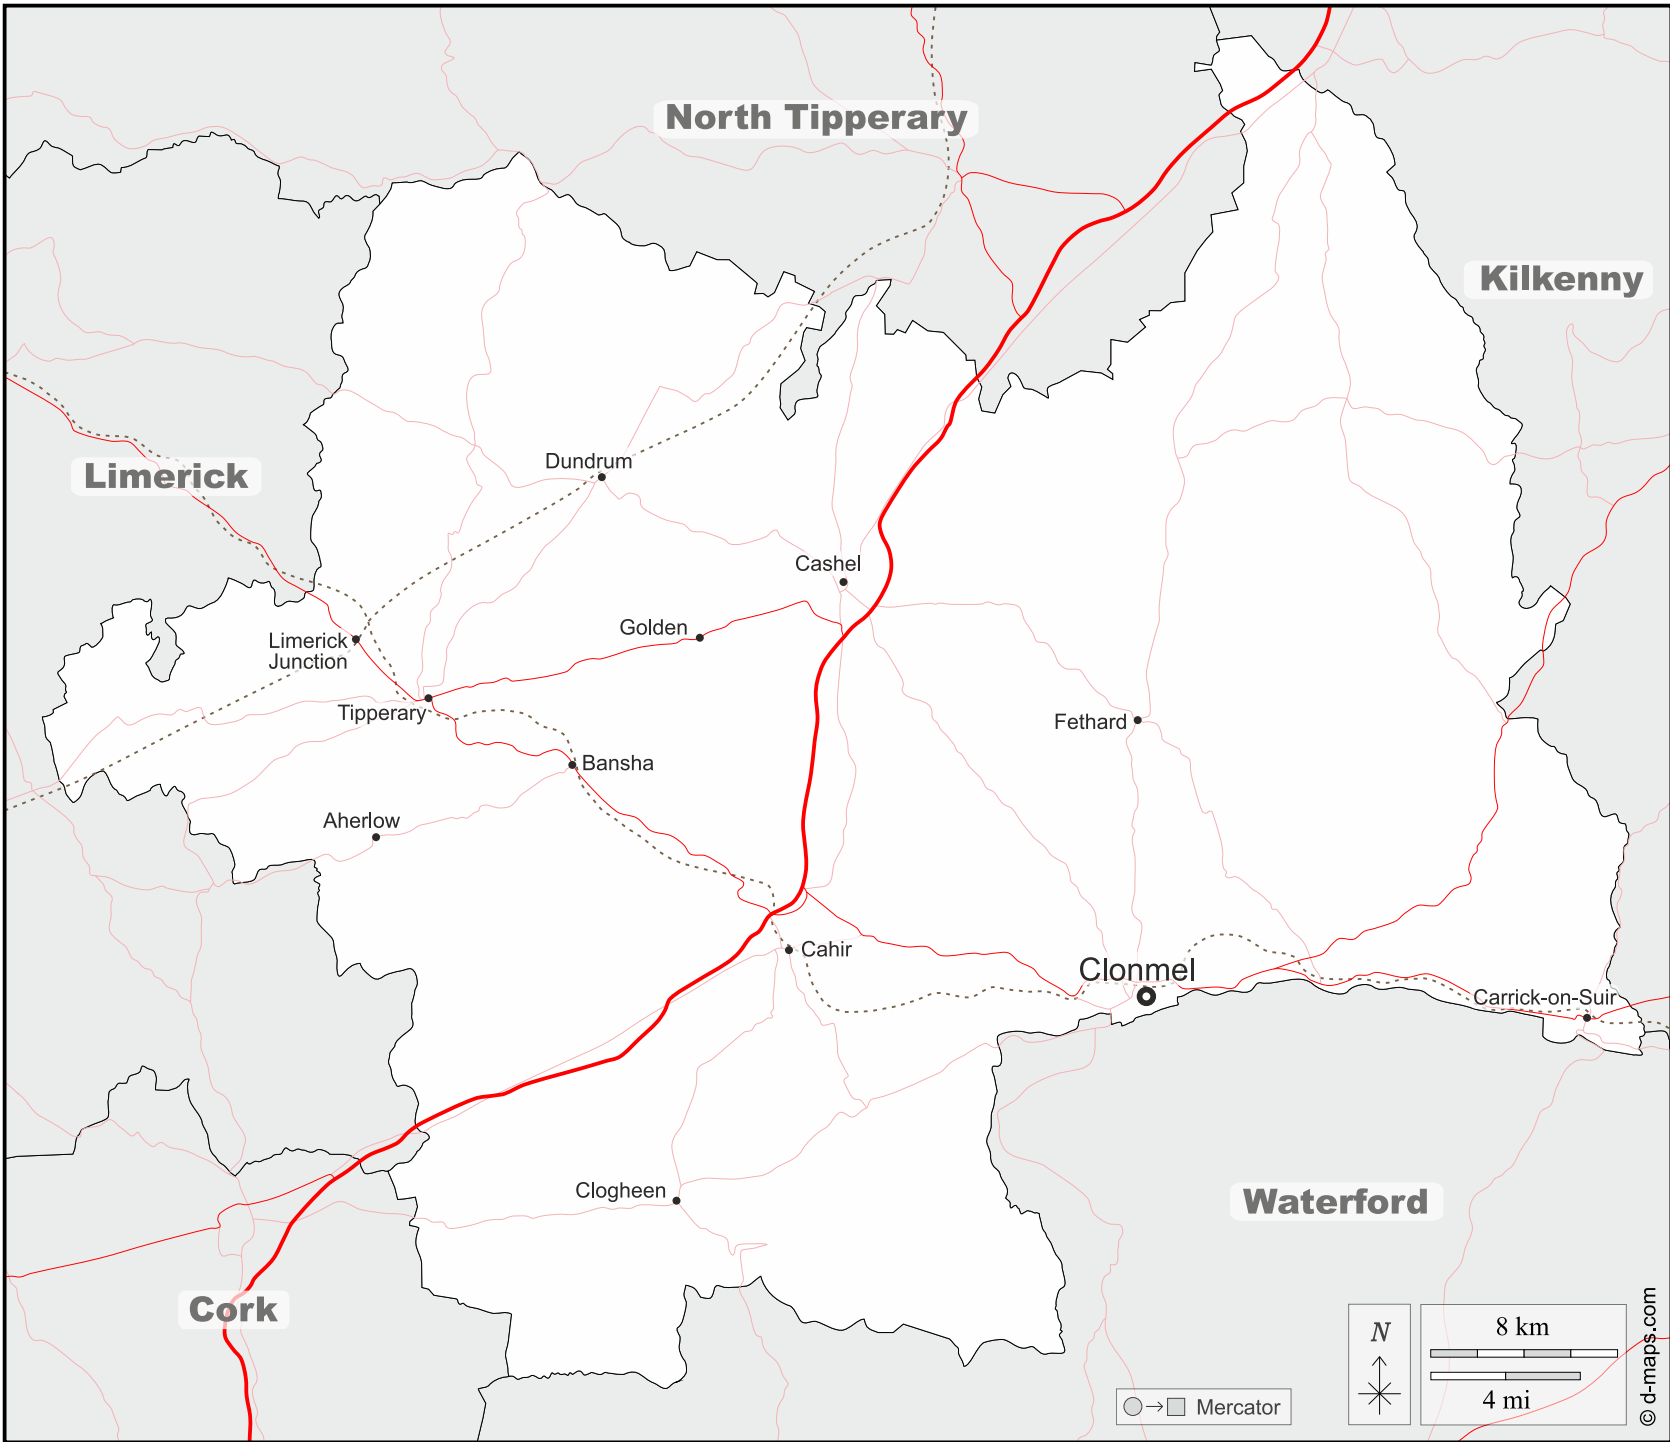 North Tipperary
Kilkenny
Limerick
Dundrum
Cashel
Golden
Limerick
Junction
Tipperary
Fethard
Bansha
Aherlow
Cahir
Clonmel
Carrick-on-Suir
Clogheen
Waterford
Cork
N
8 km
4 mi
Mercator
© d-maps.com